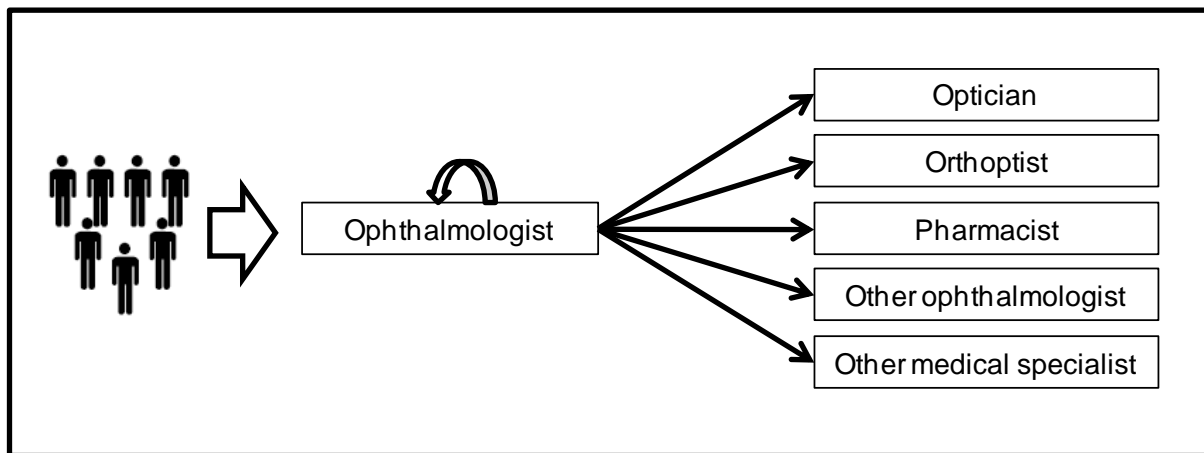 Optician
Orthoptist
Ophthalmologist
Pharmacist
Other ophthalmologist
Other medical specialist